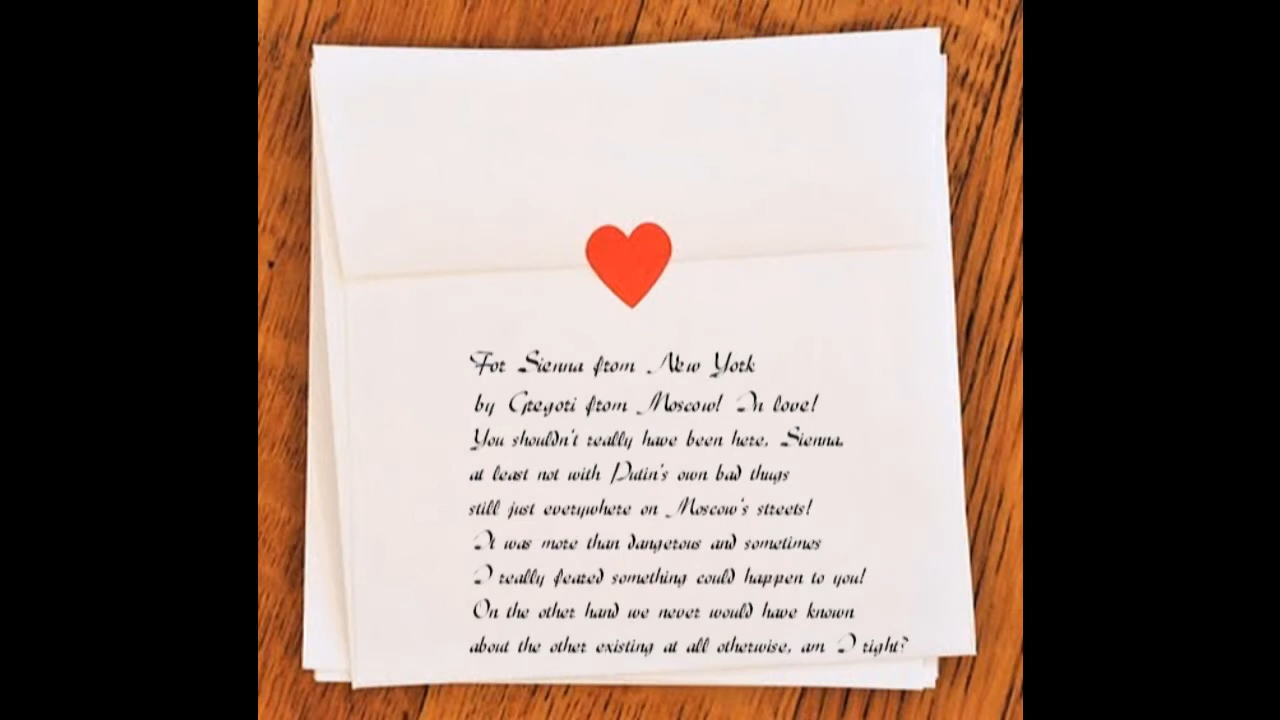 For Sienna from New York
by Gregori from Moscow! In love!
You shouldn't really have been here, Sienna,
at least not with Putin's own bad thugs
still just everywhere on Moscow's streets!
It was more than dangerous and sometimes
I really feared something could happen to you!
On the other hand we never would have known
about the other existing at all otherwise, am I right?